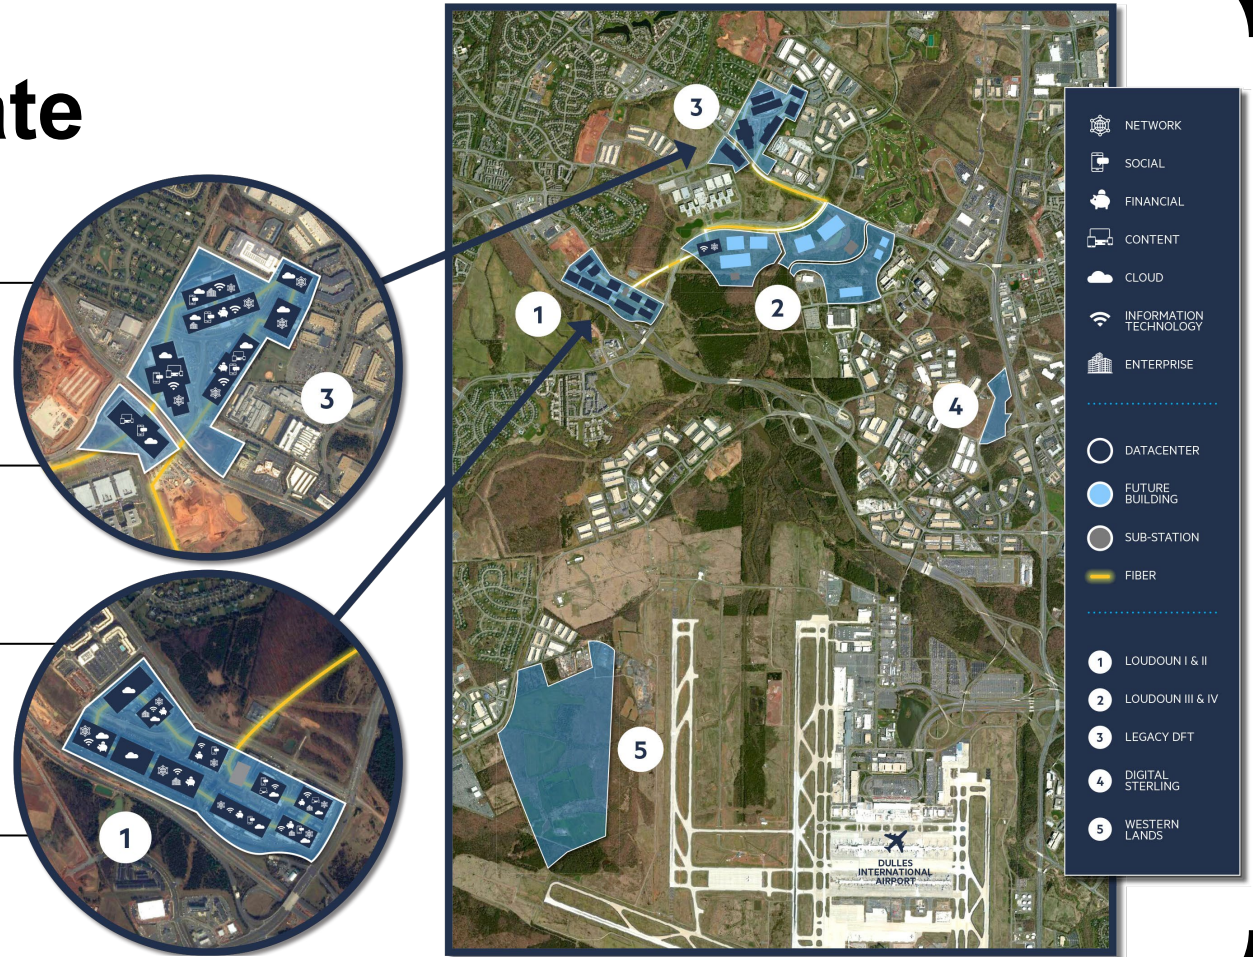 ate
3
1
2
4
5
DULLES
INTERNATIONAL
AIRPORT
3
1
NETWORK
SOCIAL
FINANCIAL
CONTENT
CLOUD
INFORMATION
TECHNOLOGY
ENTERPRISE
DATACENTER
FUTURE
BUILDING
SUB-STATION
FIBER
1 LOUDOUN I & II
2 LOUDOUN III & IV
3 LEGACY DFT
4 DIGITAL
STERLING
5 WESTERN
LANDS